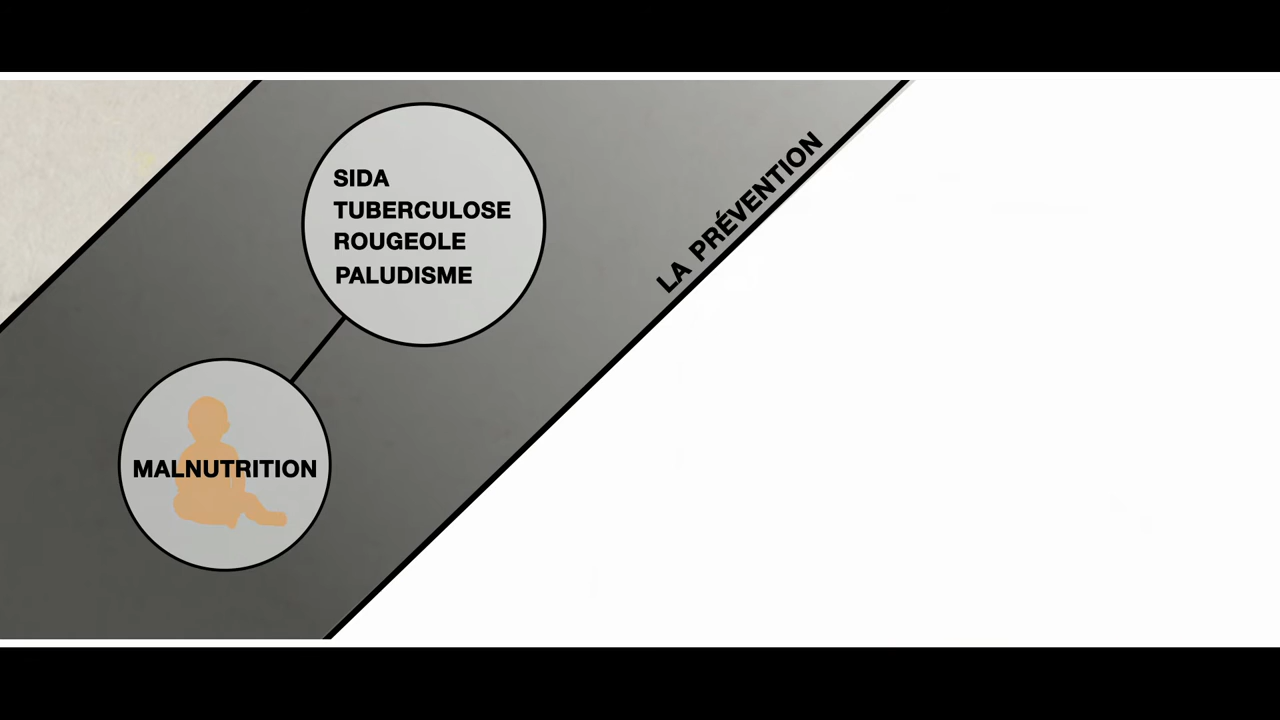 SIDA
TUBERCULOSE
ROUGEOLE
PALUDISME
LA PRÉVENTION
MALNUTRITION